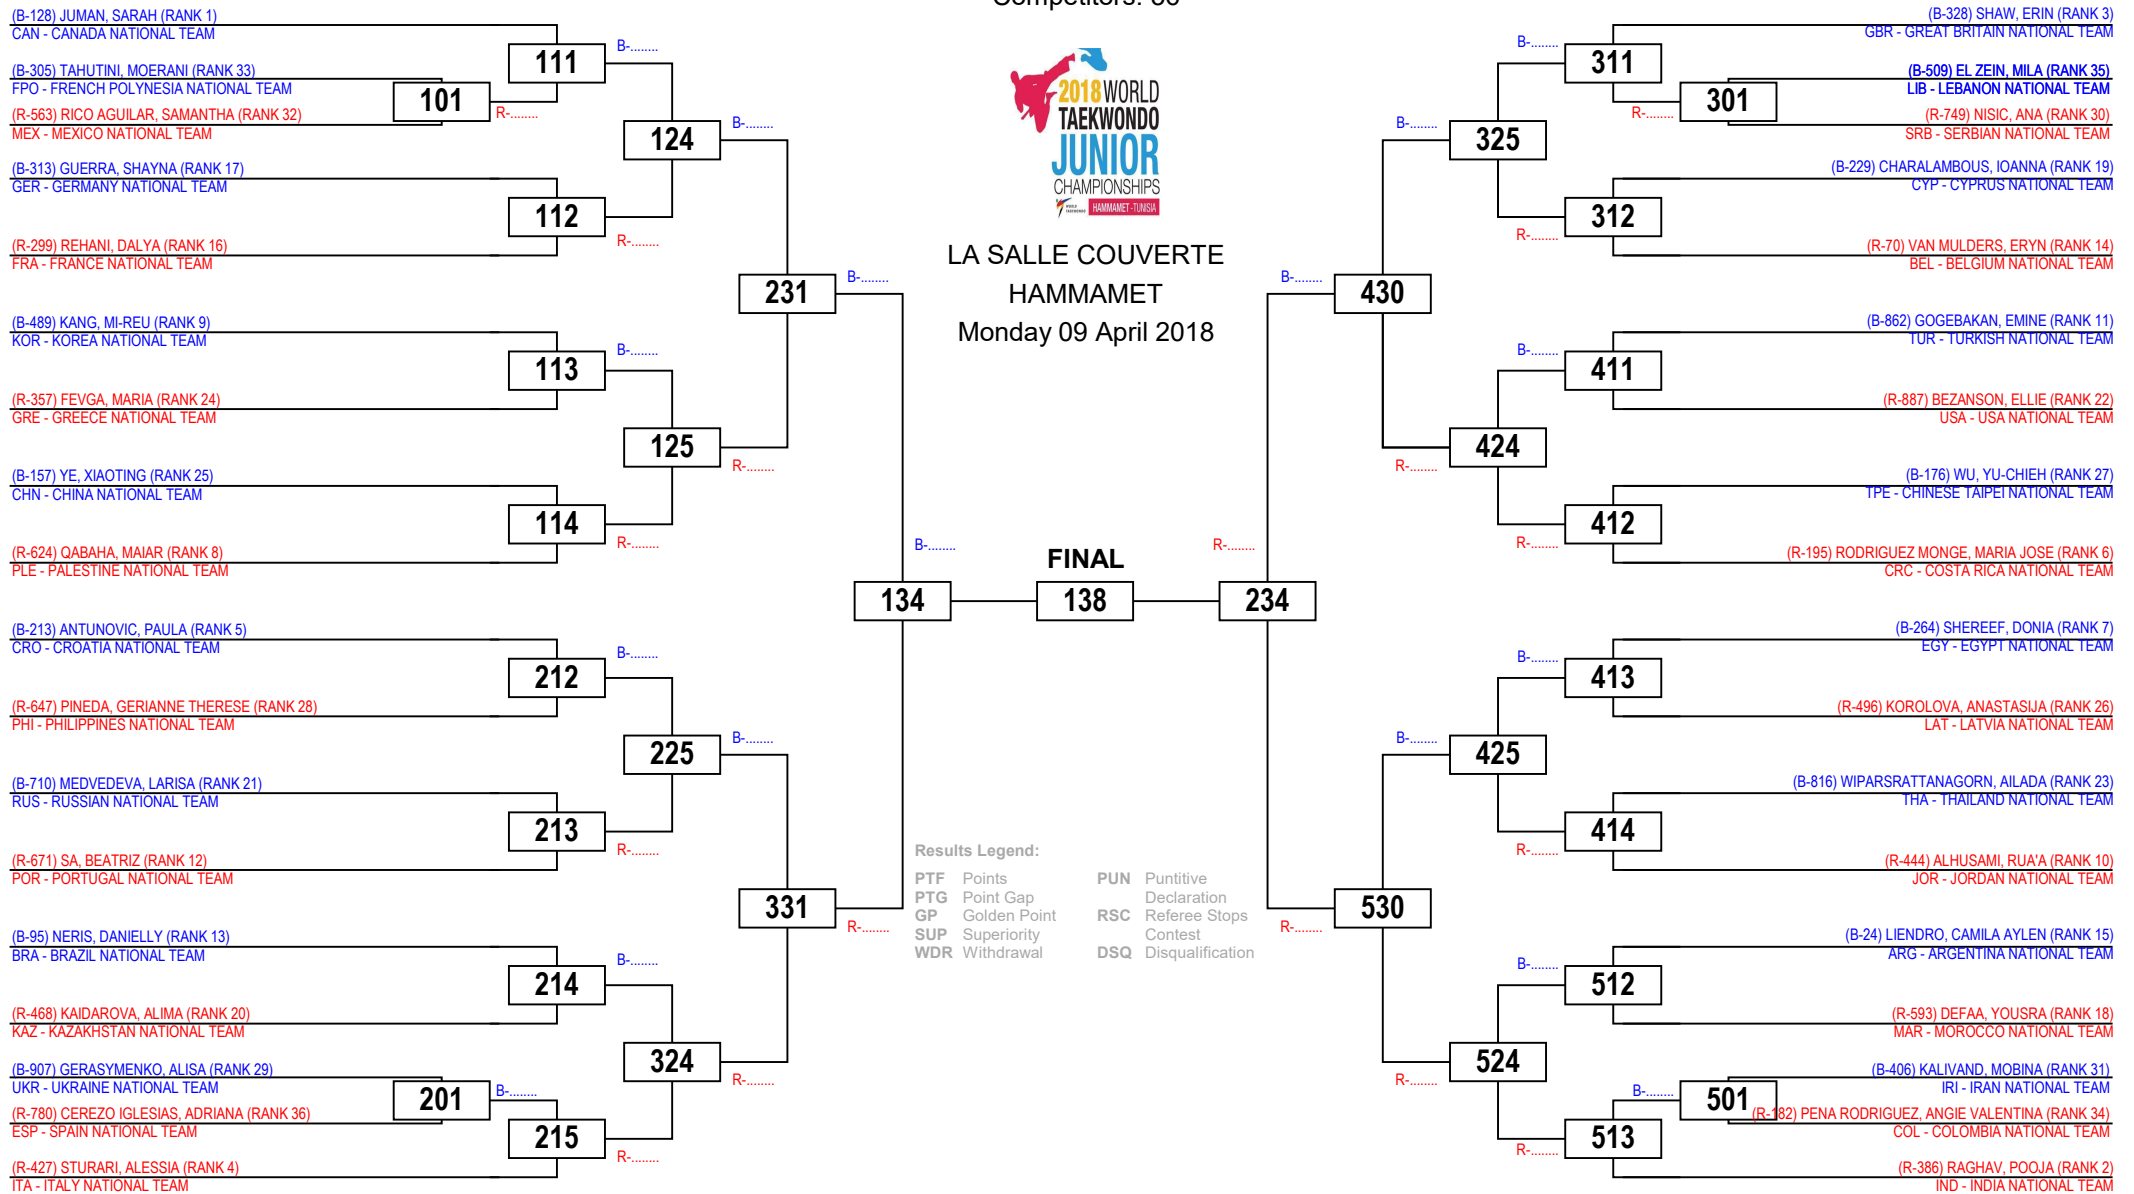 (B-128) JUMAN, SARAH (RANK 1)
CAN - CANADA NATIONAL TEAM
(B-305) TAHUTINI, MOERANI (RANK 33)
FPO - FRENCH POLYNESIA NATIONAL TEAM
(R-563) RICO AGUILAR, SAMANTHA (RANK 32)
MEX - MEXICO NATIONAL TEAM
(B-313) GUERRA, SHAYNA (RANK 17)
GER - GERMANY NATIONAL TEAM
(R-299) REHANI, DALYA (RANK 16)
FRA - FRANCE NATIONAL TEAM
(B-489) KANG, MI-REU (RANK 9)
KOR - KOREA NATIONAL TEAM
(R-357) FEVGA, MARIA (RANK 24)
GRE - GREECE NATIONAL TEAM
(B-157) YE, XIAOTING (RANK 25)
CHN - CHINA NATIONAL TEAM
(R-624) QABAHA, MAIAR (RANK 8)
PLE - PALESTINE NATIONAL TEAM
(B-213) ANTUNOVIC, PAULA (RANK 5)
CRO - CROATIA NATIONAL TEAM
(R-647) PINEDA, GERIANNE THERESE (RANK 28)
PHI - PHILIPPINES NATIONAL TEAM
(B-710) MEDVEDEVA, LARISA (RANK 21)
RUS - RUSSIAN NATIONAL TEAM
(R-671) SA, BEATRIZ (RANK 12)
POR - PORTUGAL NATIONAL TEAM
(B-95) NERIS, DANIELLY (RANK 13)
BRA - BRAZIL NATIONAL TEAM
(R-468) KAIDAROVA, ALIMA (RANK 20)
KAZ - KAZAKHSTAN NATIONAL TEAM
(B-907) GERASYMENKO, ALISA (RANK 29)
UKR - UKRAINE NATIONAL TEAM
(R-780) CEREZO IGLESIAS, ADRIANA (RANK 36)
ESP - SPAIN NATIONAL TEAM
(R-427) STURARI, ALESSIA (RANK 4)
ITA - ITALY NATIONAL TEAM
101
R-........
201
B-........
111
B-........
112
R-........
113
B-........
114
R-........
212
B-........
213
R-........
214
B-........
215
R-........
124
B-........
125
R-........
225
B-........
324
R-........
231
B-........
331
R-........
2018 WORLD
TAEKWONDO
JUNIOR
CHAMPIONSHIPS
HAMMAMET - TUNISIA
LA SALLE COUVERTE
HAMMAMET
Monday 09 April 2018
B-........
R-........
FINAL
134
138
234
Results Legend:
PTF Points
PTG Point Gap
GP Golden Point
SUP Superiority
WDR Withdrawal
PUN Puntitive
Declaration
RSC Referee Stops
Contest
DSQ Disqualification
B-........
430
R-........
530
B-........
325
R-........
424
B-........
425
R-........
524
B-........
311
R-........
312
B-........
411
R-........
412
B-........
413
R-........
414
B-........
512
R-........
513
R-........
301
B-........
501
(B-328) SHAW, ERIN (RANK 3)
GBR - GREAT BRITAIN NATIONAL TEAM
(B-509) EL ZEIN, MILA (RANK 35)
LIB - LEBANON NATIONAL TEAM
(R-749) NISIC, ANA (RANK 30)
SRB - SERBIAN NATIONAL TEAM
(B-229) CHARALAMBOUS, IOANNA (RANK 19)
CYP - CYPRUS NATIONAL TEAM
(R-70) VAN MULDERS, ERYN (RANK 14)
BEL - BELGIUM NATIONAL TEAM
(B-862) GOGEBAKAN, EMINE (RANK 11)
TUR - TURKISH NATIONAL TEAM
(R-887) BEZANSON, ELLIE (RANK 22)
USA - USA NATIONAL TEAM
(B-176) WU, YU-CHIEH (RANK 27)
TPE - CHINESE TAIPEI NATIONAL TEAM
(R-195) RODRIGUEZ MONGE, MARIA JOSE (RANK 6)
CRC - COSTA RICA NATIONAL TEAM
(B-264) SHEREEF, DONIA (RANK 7)
EGY - EGYPT NATIONAL TEAM
(R-496) KOROLOVA, ANASTASIJA (RANK 26)
LAT - LATVIA NATIONAL TEAM
(B-816) WIPARSRATTANAGORN, AILADA (RANK 23)
THA - THAILAND NATIONAL TEAM
(R-444) ALHUSAMI, RUA'A (RANK 10)
JOR - JORDAN NATIONAL TEAM
(B-24) LIENDRO, CAMILA AYLEN (RANK 15)
ARG - ARGENTINA NATIONAL TEAM
(R-593) DEFAA, YOUSRA (RANK 18)
MAR - MOROCCO NATIONAL TEAM
(B-406) KALIVAND, MOBINA (RANK 31)
IRI - IRAN NATIONAL TEAM
(R-182) PENA RODRIGUEZ, ANGIE VALENTINA (RANK 34)
COL - COLOMBIA NATIONAL TEAM
(R-386) RAGHAV, POOJA (RANK 2)
IND - INDIA NATIONAL TEAM